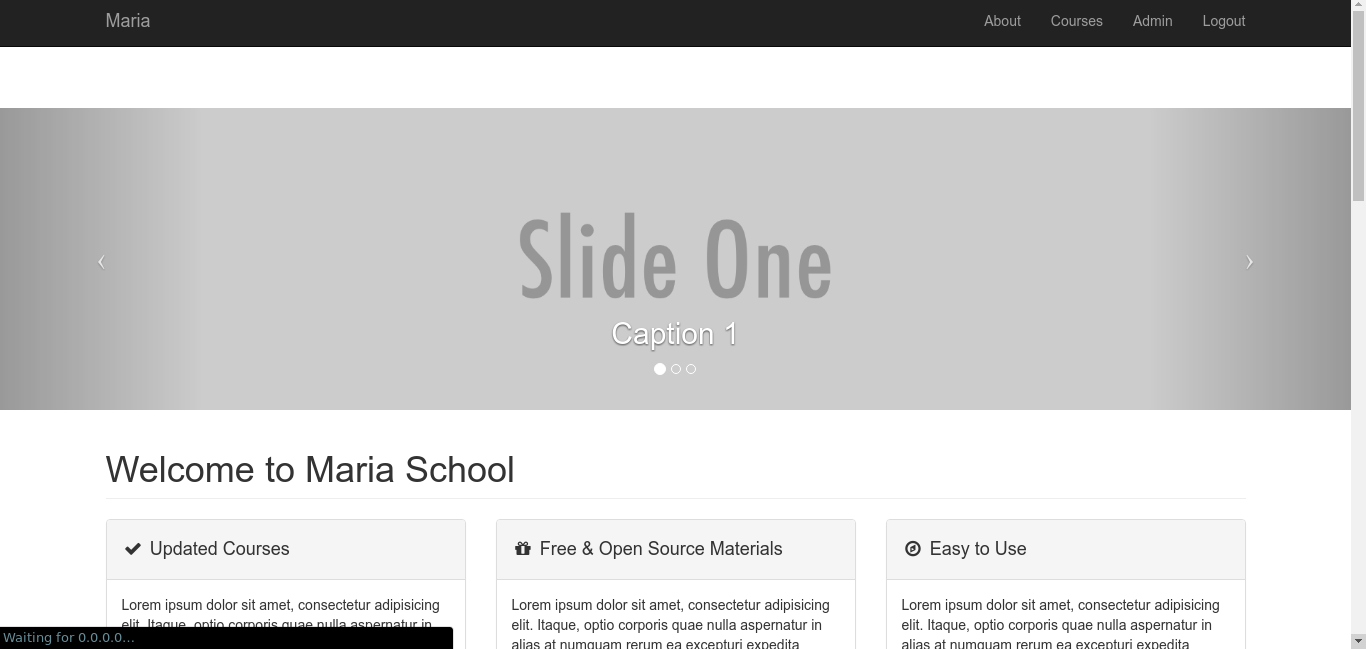 Maria About Courses Admin Logout
Slide One
Caption 1
Welcome to Maria School
Updated Courses
Lorem ipsum dolor sit amet, consectetur adipisicing
elit. Itaque, optio corporis quae nulla aspernatur in
Free & Open Source Materials
Lorem ipsum dolor sit amet, consectetur adipisicing
elit. Itaque, optio corporis quae nulla aspernatur in
alias at numquam rerum ea excepturi expedita
Easy to Use
Lorem ipsum dolor sit amet, consectetur adipisicing
elit. Itaque, optio corporis quae nulla aspernatur in
alias at numquam rerum ea excepturi expedita
Waiting for 0.0.0.0...